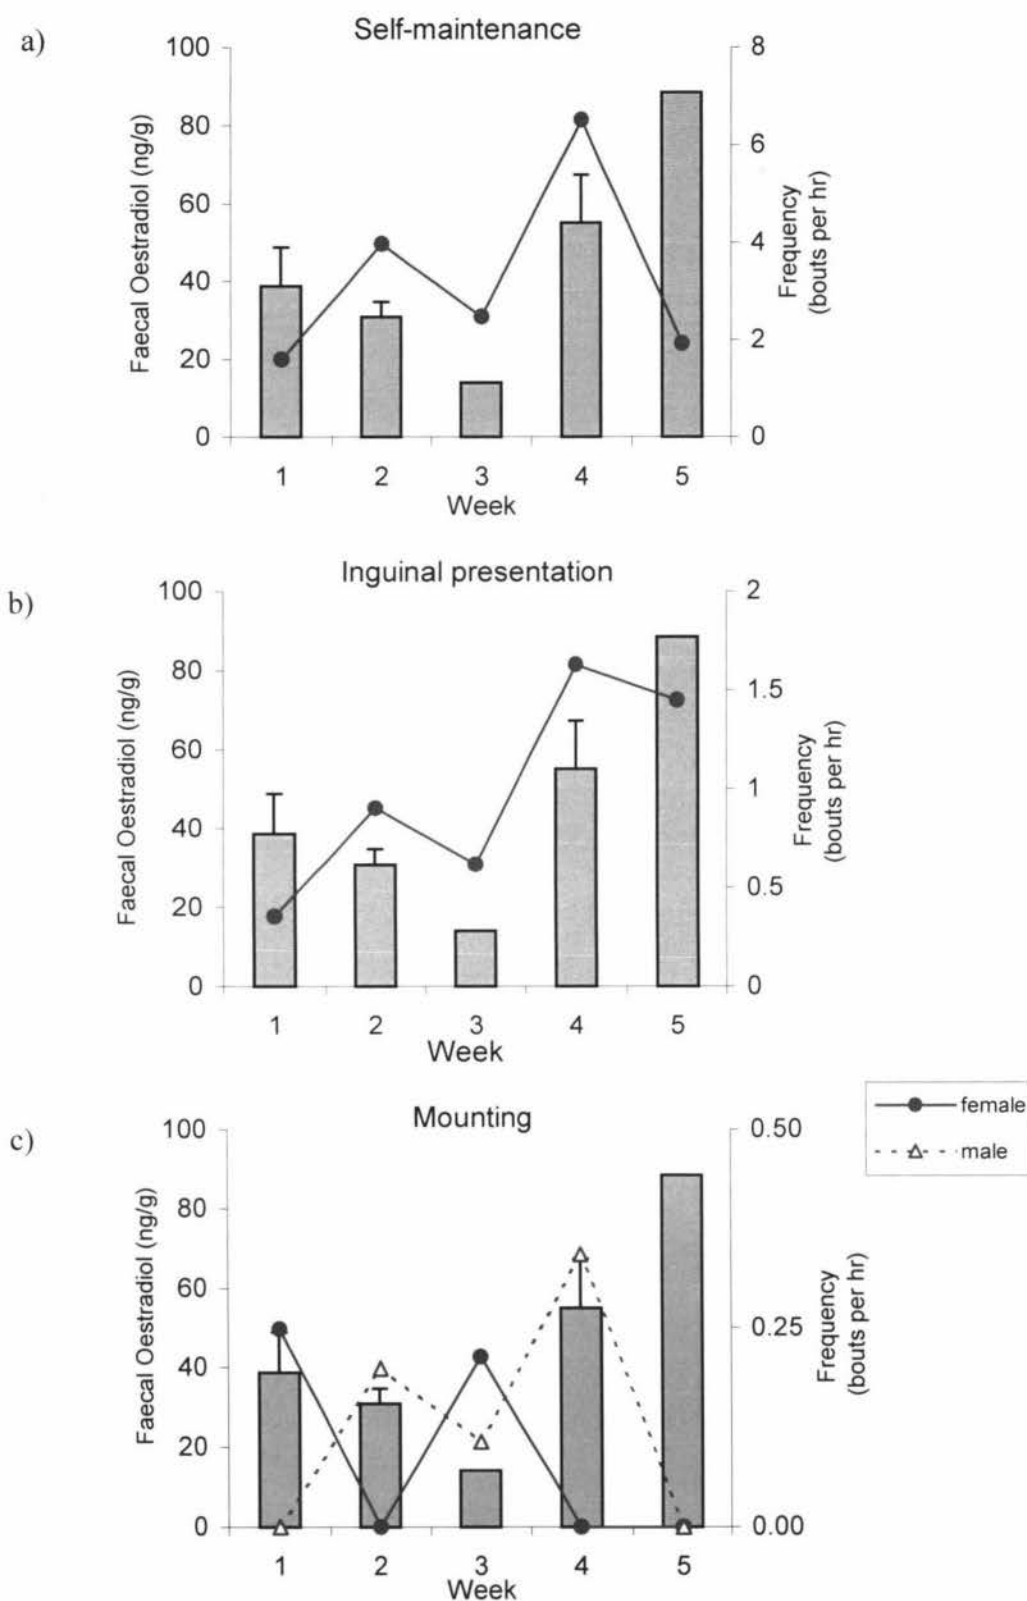 a)
Self-maintenance
100
80
60
40
20
0
Faecal Oestradiol (ng/g)
8
6
4
2
0
Frequency
(bouts per hr)
1 2 3 4 5
Week
b)
Inguinal presentation
100
80
60
40
20
0
Faecal Oestradiol (ng/g)
2
1.5
1
0.5
0
Frequency
(bouts per hr)
1 2 3 4 5
Week
female
male
c)
Mounting
100
80
60
40
20
0
Faecal Oestradiol (ng/g)
0.50
0.25
0.00
Frequency
(bouts per hr)
1 2 3 4 5
Week